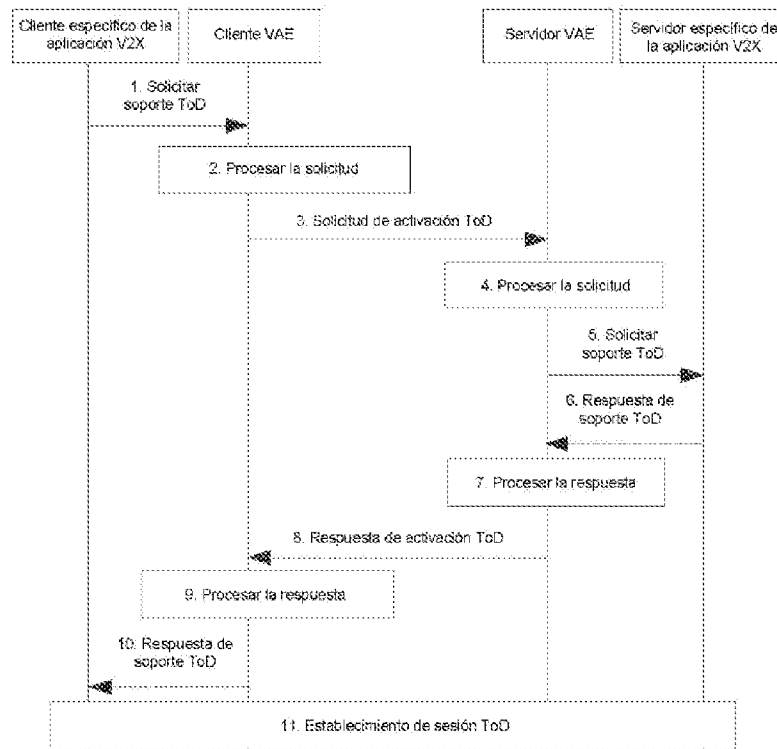 Cliente específico de la
aplicación V2X
Cliente VAE
Servidor VAE
Servidor específico de
la aplicación V2X
1. Solicitar
soporte ToD
2. Procesar la solicitud
3. Solicitud de activación ToD
4. Procesar la solicitud
5. Solicitar
soporte ToD
6. Respuesta de
soporte ToD
7. Procesar la respuesta
8. Respuesta de activación ToD
9. Procesar la respuesta
10. Respuesta de
soporte ToD
11. Establecimiento de sesión ToD